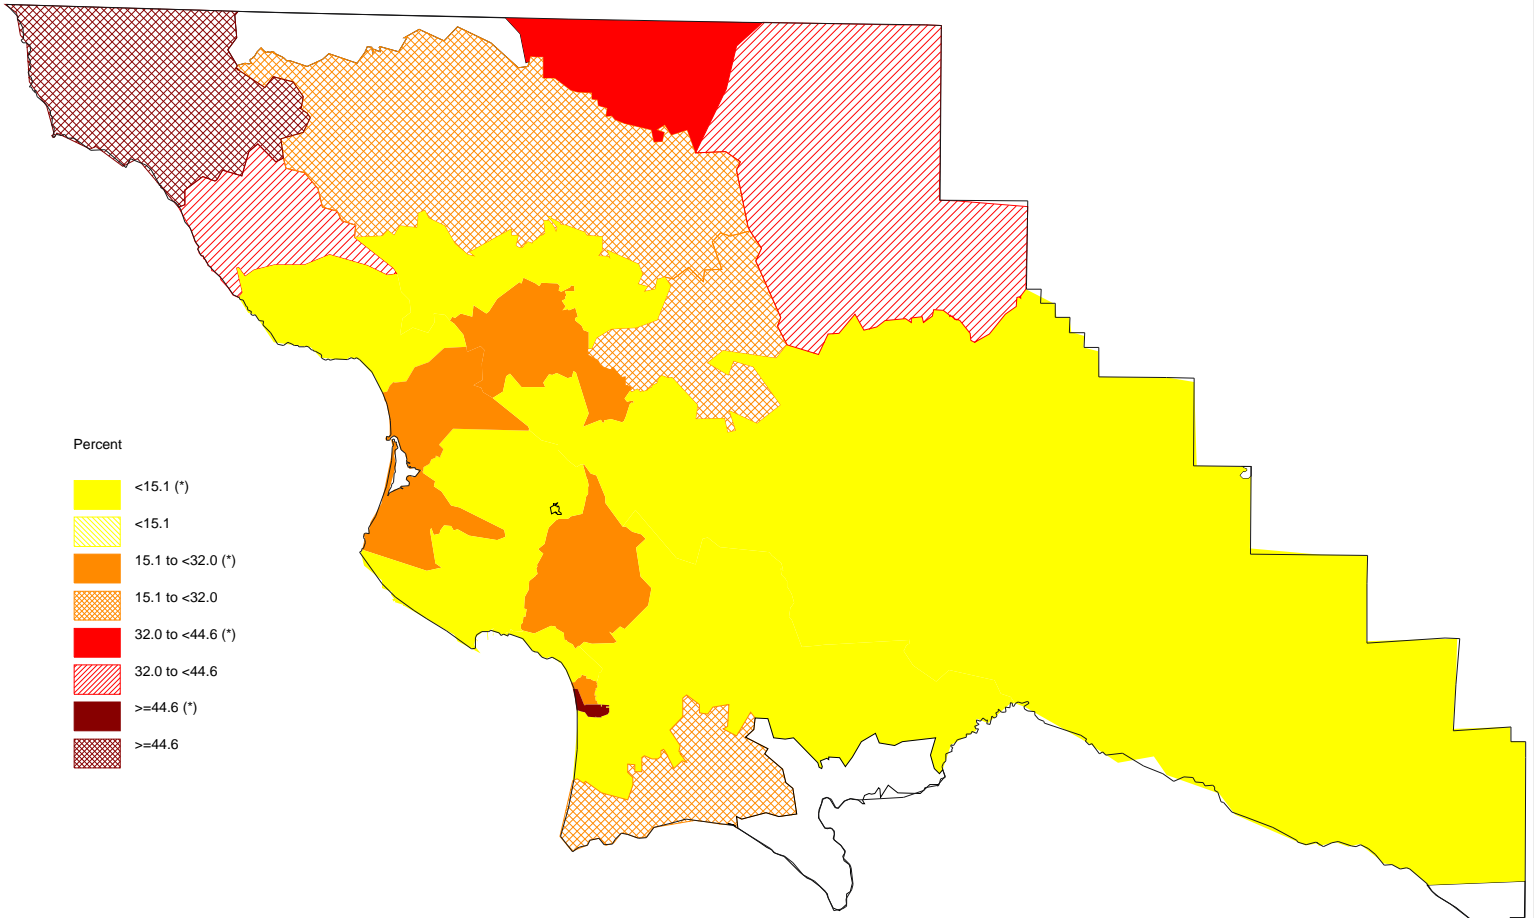 Percent
<15.1 (*)
<15.1
15.1 to <32.0 (*)
15.1 to <32.0
32.0 to <44.6 (*)
32.0 to <44.6
>=44.6 (*)
>=44.6